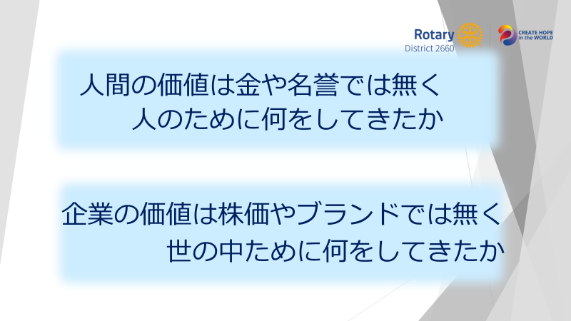 Rotary
District 2660
CREATE HOPE
in the WORLD
人間の価値は金や名誉では無く
人のために何をしてきたか
企業の価値は株価やブランドでは無く
世の中ために何をしてきたか